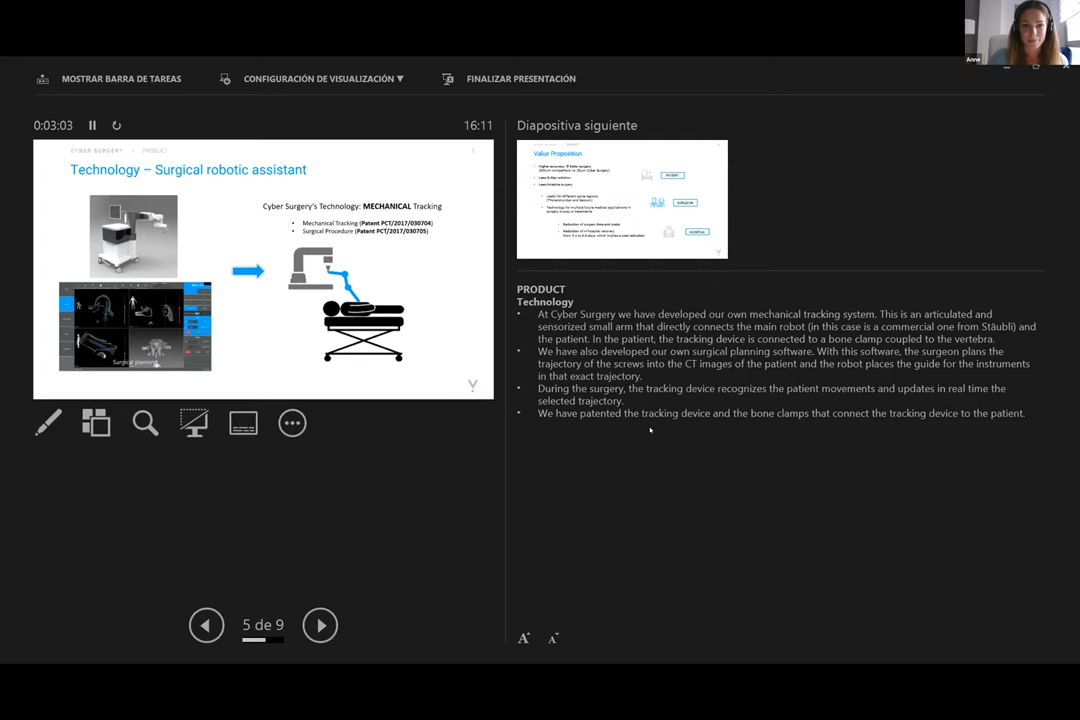 Anne
MOSTRAR BARRA DE TAREAS
CONFIGURACIÓN DE VISUALIZACIÓN ▼
FINALIZAR PRESENTACIÓN
0:03:03
16:11
CYBER SURGERY | PRODUCT
5
Technology – Surgical robotic assistant
Cyber Surgery's Technology: MECHANICAL Tracking
• Mechanical Tracking (Patent PCT/2017/030704)
• Surgical Procedure (Patent PCT/2017/030705)
Surgical planning
5 de 9
Diapositiva siguiente
Value Proposition
Less X-Ray radiation
Less invasive surgery
PATIENT
SURGEON
HOSPITAL
PRODUCT
Technology
• At Cyber Surgery we have developed our own mechanical tracking system. This is an articulated and
sensorized small arm that directly connects the main robot (in this case is a commercial one from Stäubli) and
the patient. In the patient, the tracking device is connected to a bone clamp coupled to the vertebra.
• We have also developed our own surgical planning software. With this software, the surgeon plans the
trajectory of the screws into the CT images of the patient and the robot places the guide for the instruments
in that exact trajectory.
• During the surgery, the tracking device recognizes the patient movements and updates in real time the
selected trajectory.
• We have patented the tracking device and the bone clamps that connect the tracking device to the patient.
A A